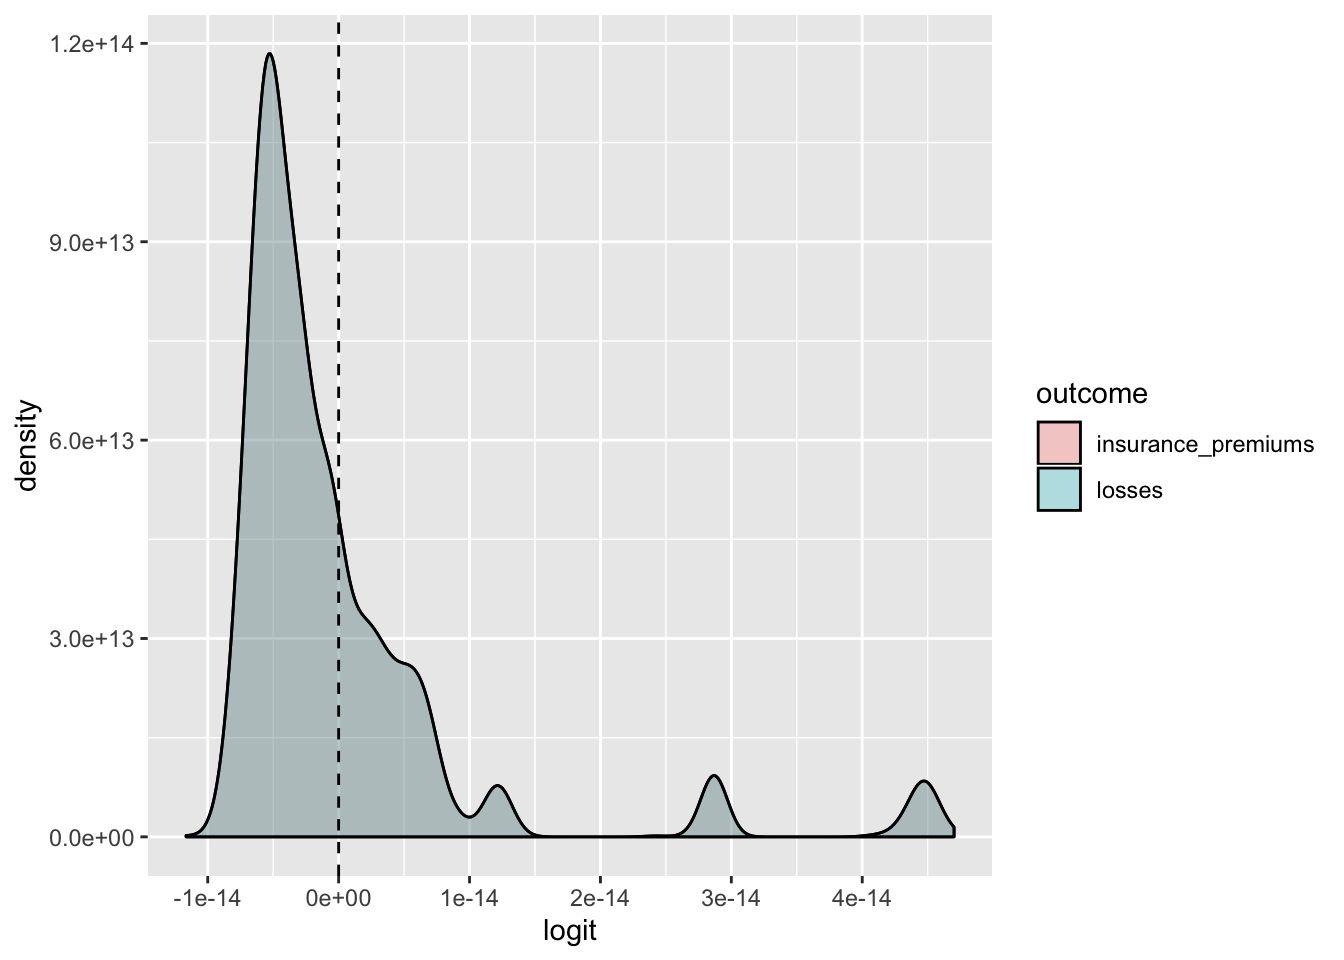 1.2e+14
9.0e+13
6.0e+13
3.0e+13
0.0e+00
density
-1e-14 0e+00 1e-14 2e-14 3e-14 4e-14
logit
outcome
insurance_premiums
losses